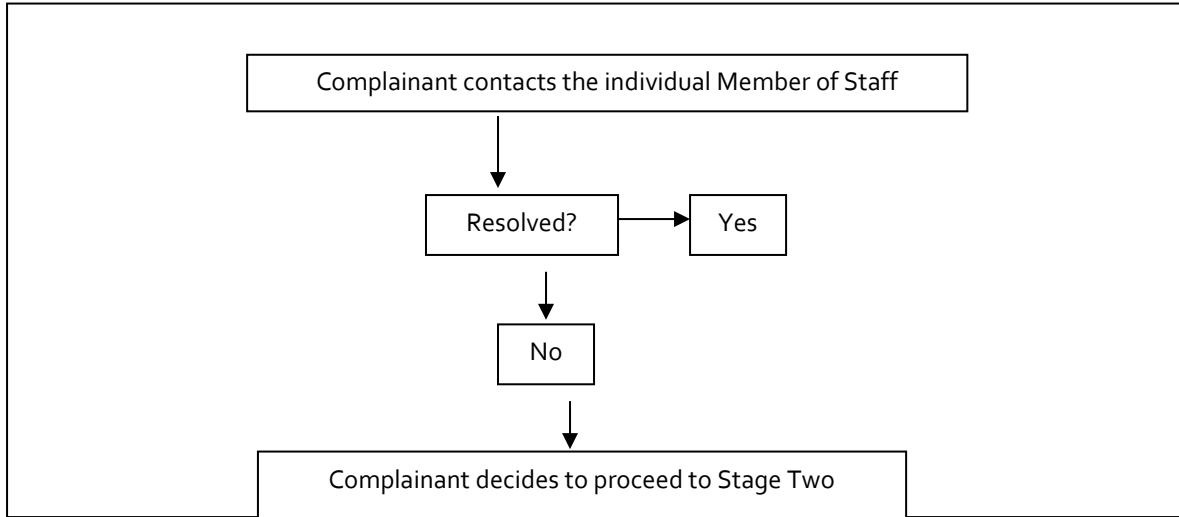 Complainant contacts the individual Member of Staff
Resolved?
Yes
No
Complainant decides to proceed to Stage Two